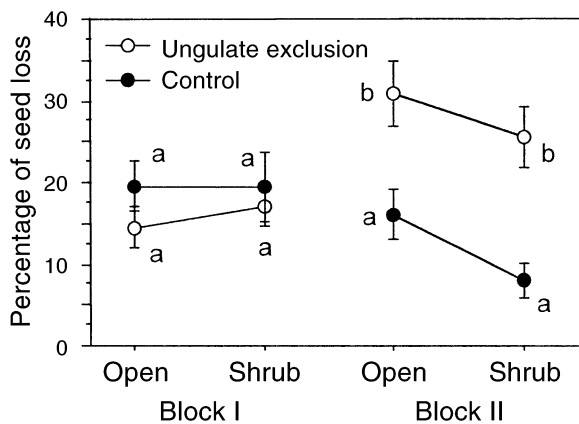 Percentage of seed loss
40
30
20
10
0
Ungulate exclusion
Control
a
a
a
a
b
b
a
a
Open Shrub Open Shrub
Block I Block II